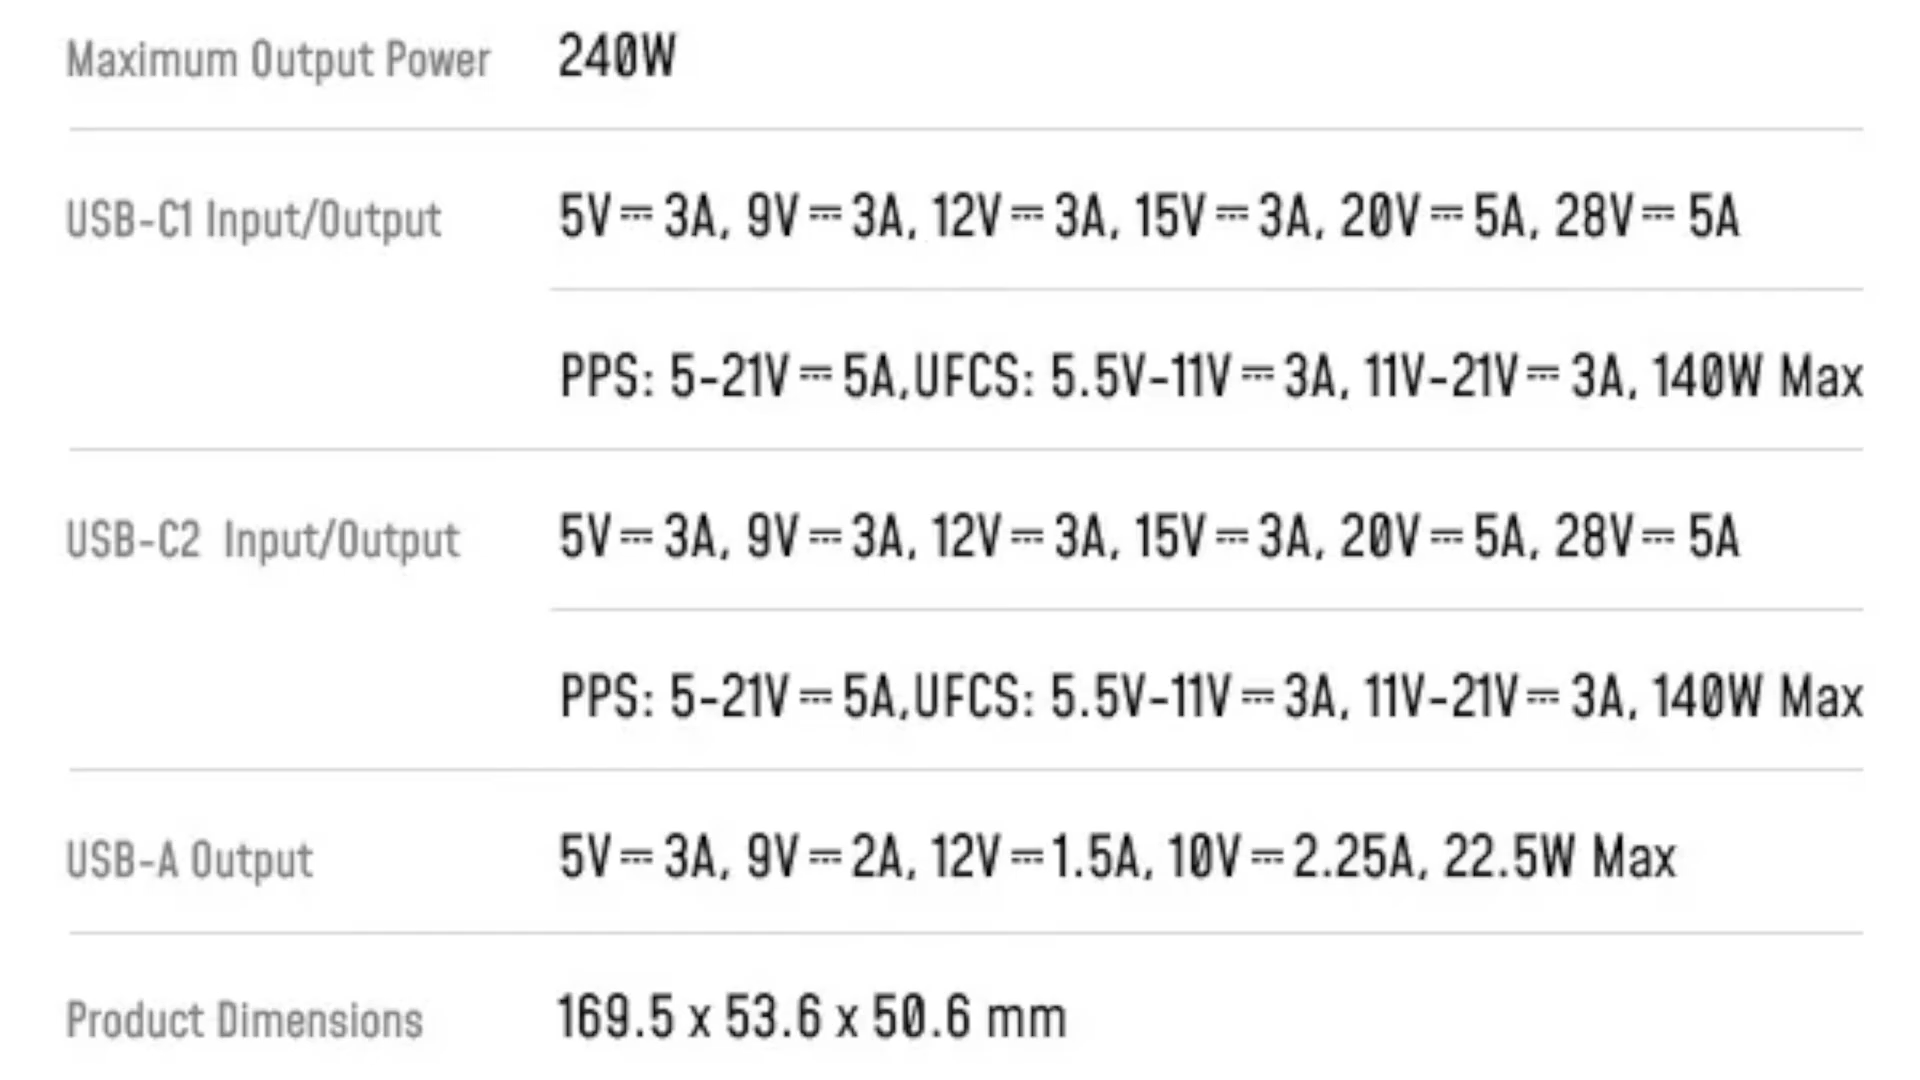 Maximum Output Power 240W
USB-C1 Input/Output 5V⎓3A, 9V⎓3A, 12V⎓3A, 15V⎓3A, 20V⎓5A, 28V⎓5A
PPS: 5-21V⎓5A,UFCS: 5.5V-11V⎓3A, 11V-21V⎓3A, 140W Max
USB-C2 Input/Output 5V⎓3A, 9V⎓3A, 12V⎓3A, 15V⎓3A, 20V⎓5A, 28V⎓5A
PPS: 5-21V⎓5A,UFCS: 5.5V-11V⎓3A, 11V-21V⎓3A, 140W Max
USB-A Output 5V⎓3A, 9V⎓2A, 12V⎓1.5A, 10V⎓2.25A, 22.5W Max
Product Dimensions 169.5 x 53.6 x 50.6 mm